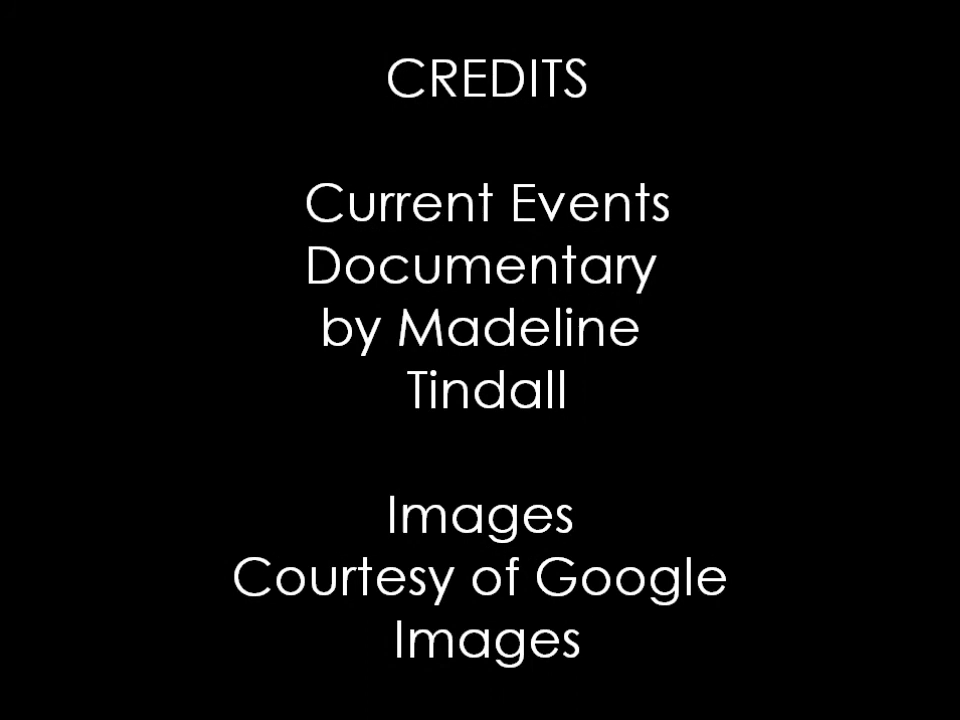 CREDITS
Current Events
Documentary
by Madeline
Tindall
Images
Courtesy of Google
Images